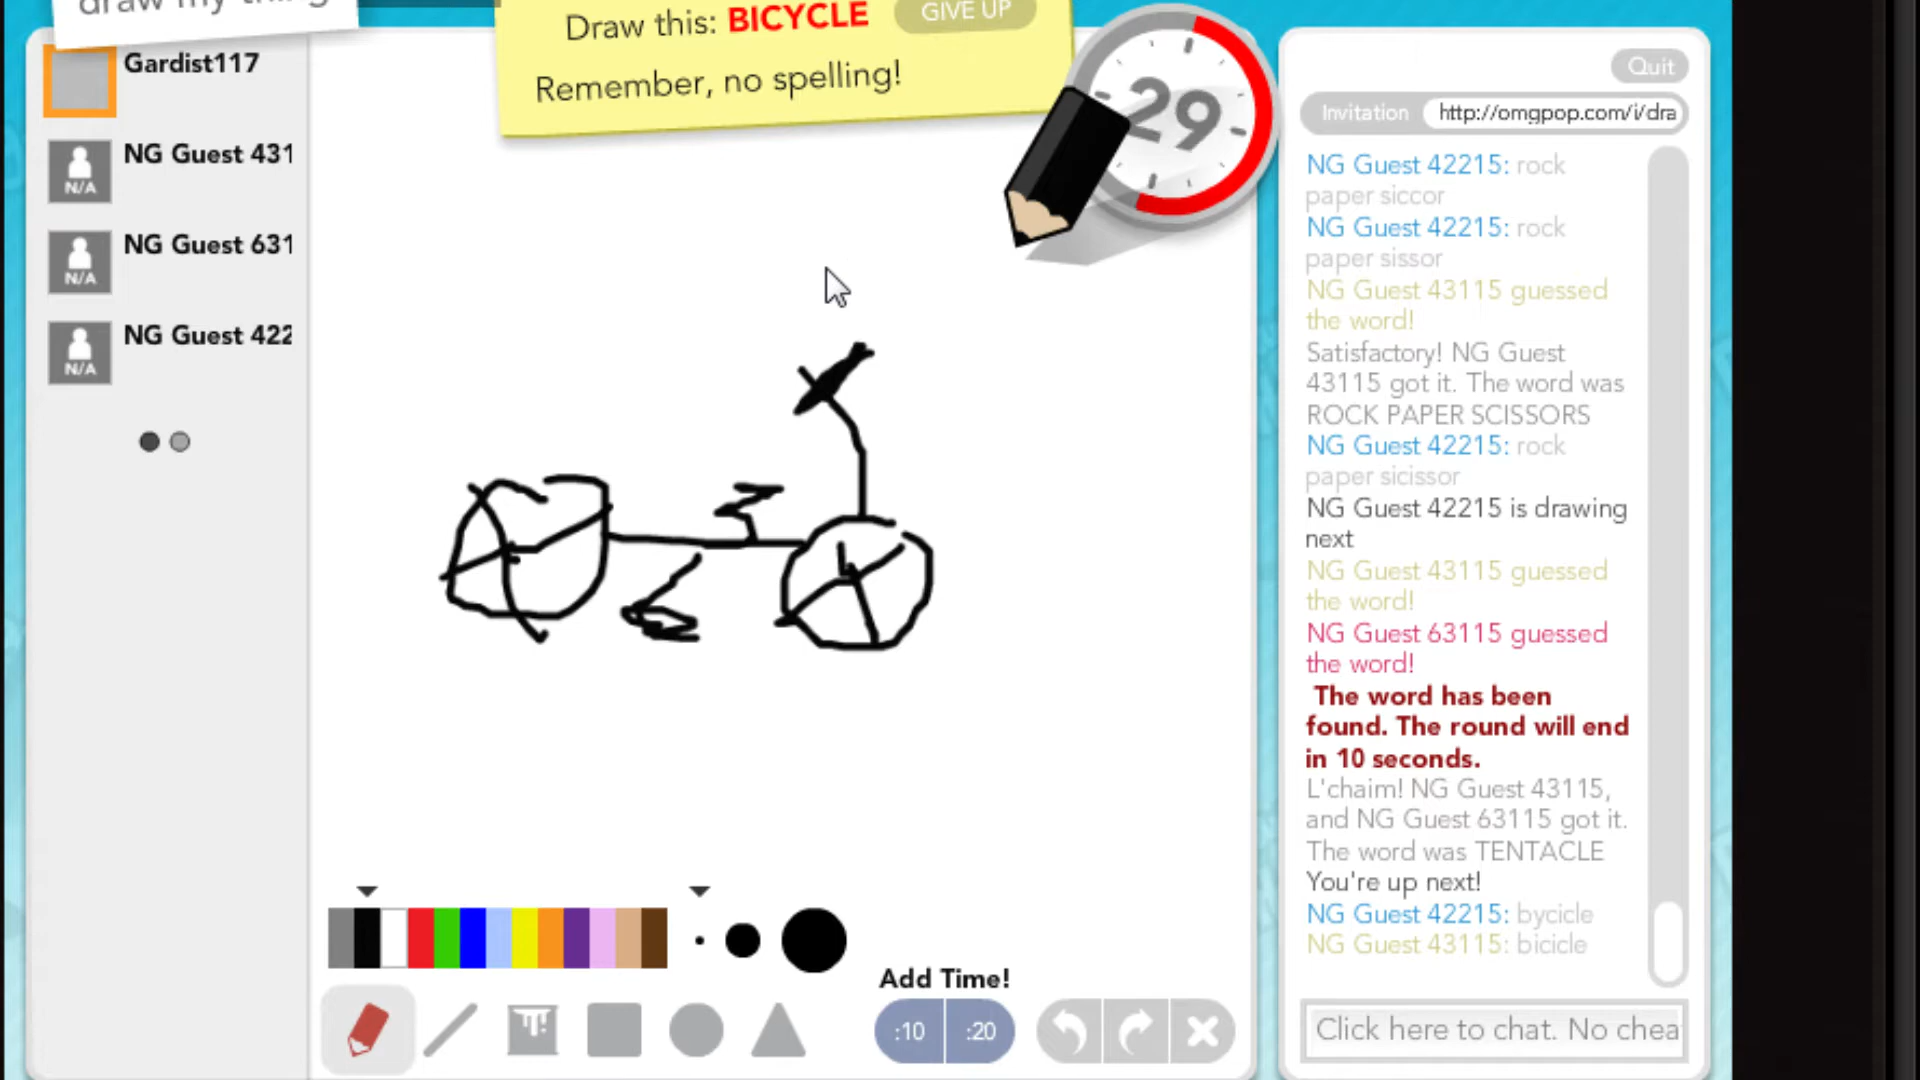 draw my thing
Draw this: BICYCLE
GIVE UP
Remember, no spelling!
29
Gardist117
N/A
NG Guest 431
N/A
NG Guest 631
N/A
NG Guest 422
Quit
Invitation
http://omgpop.com/i/dra
NG Guest 42215: rock
paper siccor
NG Guest 42215: rock
paper sissor
NG Guest 43115 guessed
the word!
Satisfactory! NG Guest
43115 got it. The word was
ROCK PAPER SCISSORS
NG Guest 42215: rock
paper sicissor
NG Guest 42215 is drawing
next
NG Guest 43115 guessed
the word!
NG Guest 63115 guessed
the word!
The word has been
found. The round will end
in 10 seconds.
L'chaim! NG Guest 43115,
and NG Guest 63115 got it.
The word was TENTACLE
You're up next!
NG Guest 42215: bycicle
NG Guest 43115: bicicle
Add Time!
:10
:20
Click here to chat. No chea